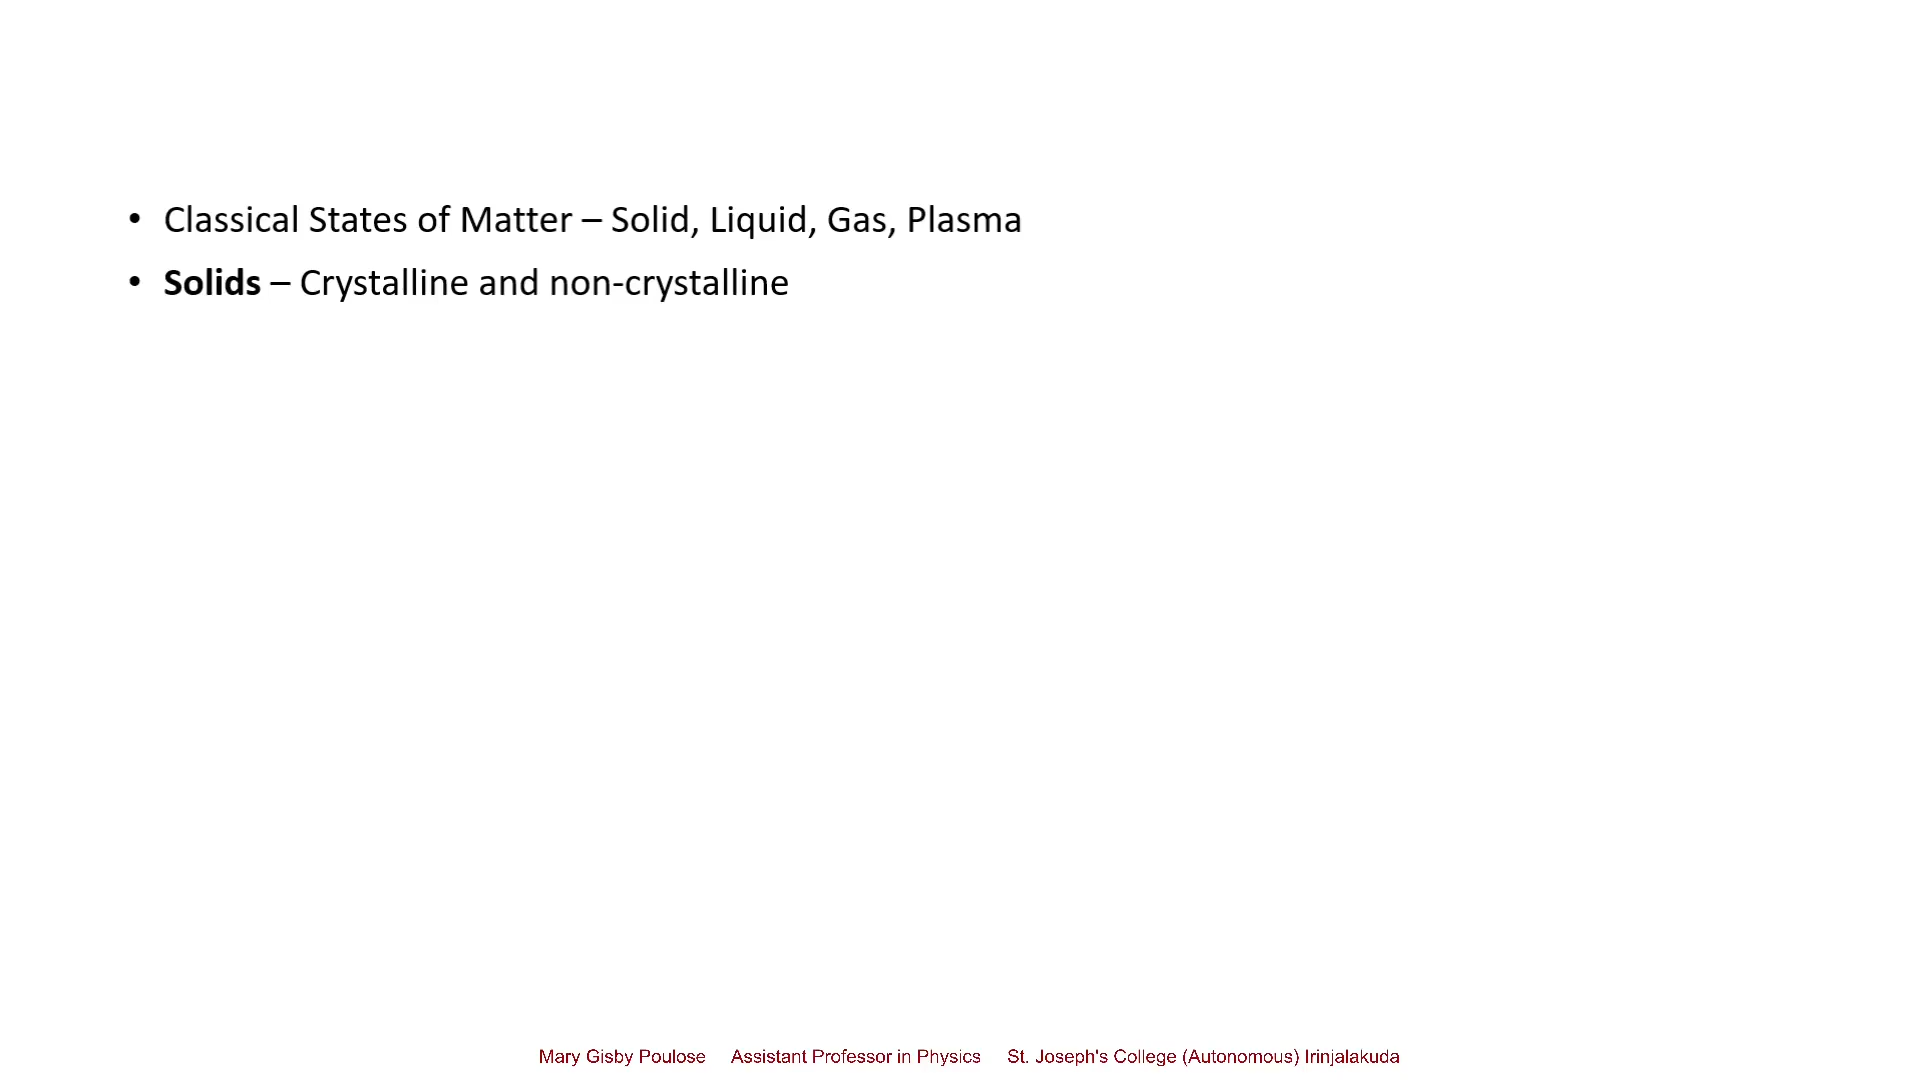 • Classical States of Matter – Solid, Liquid, Gas, Plasma
• Solids – Crystalline and non-crystalline
Mary Gisby Poulose Assistant Professor in Physics St. Joseph's College (Autonomous) Irinjalakuda